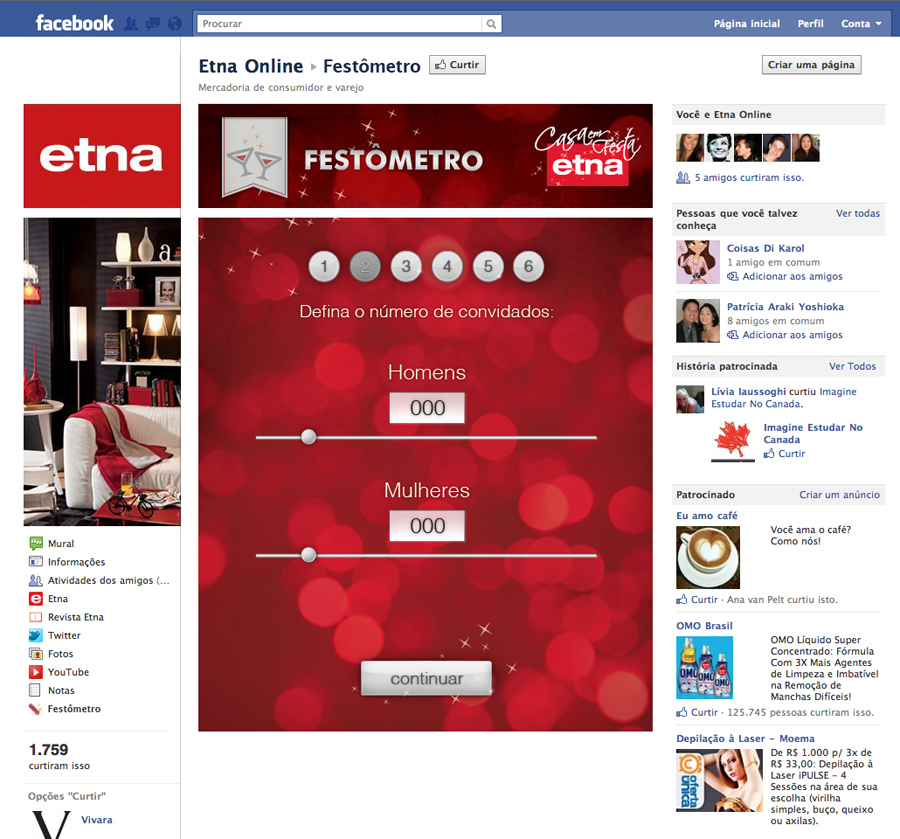 facebook
Procurar
Página inicial Perfil Conta
Etna Online ▸ Festômetro
Curtir
Criar uma página
Mercadoria de consumidor e varejo
etna
FESTÔMETRO
Casa em
Festa
etna
1 2 3 4 5 6
Defina o número de convidados:
Homens
000
Mulheres
000
continuar
a
Mural
Informações
Atividades dos amigos (...
Etna
Revista Etna
Twitter
Fotos
YouTube
Notas
Festômetro
1.759
curtiram isso
Opções "Curtir"
V
Vivara
Você e Etna Online
5 amigos curtiram isso.
Pessoas que você talvez
conheça
Ver todas
Coisas Di Karol
1 amigo em comum
Adicionar aos amigos
Patrícia Araki Yoshioka
8 amigos em comum
Adicionar aos amigos
História patrocinada
Ver Todos
Lívia Iaussoghi curtiu Imagine
Estudar No Canada.
Imagine Estudar No
Canada
Curtir
Patrocinado
Criar um anúncio
Eu amo café
Você ama o café?
Como nós!
Curtir · Ana van Pelt curtiu isto.
OMO Brasil
OMO OMO OMO
OMO Líquido Super
Concentrado: Fórmula
Com 3X Mais Agentes
de Limpeza e Imbatível
na Remoção de
Manchas Difíceis!
Curtir · 125.745 pessoas curtiram isso.
Depilação à Laser - Moema
oferta
única
De R$ 1.000 p/ 3x de
R$ 33,00: Depilação à
Laser iPULSE - 4
Sessões na área de sua
escolha (virilha
simples, buço, queixo
ou axilas).